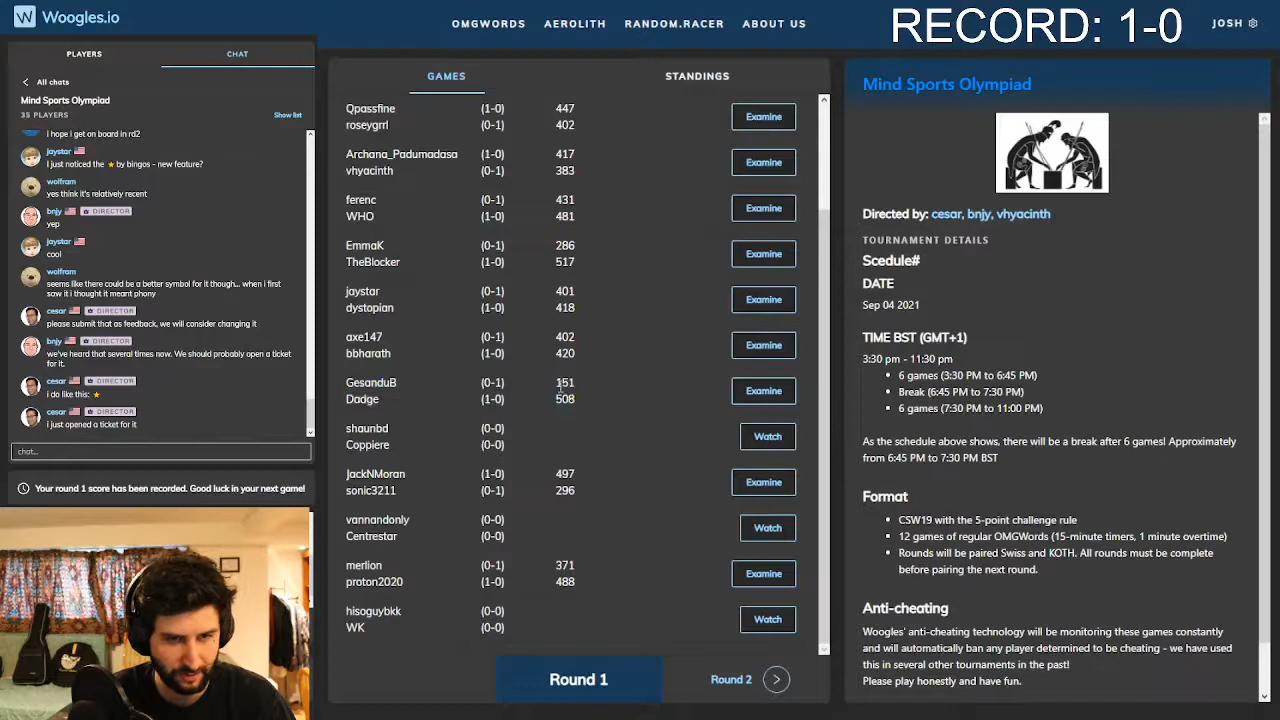 Woogles.io
OMGWORDS AEROLITH RANDOM.RACER ABOUT US
RECORD: 1-0
JOSH
PLAYERS CHAT
All chats
Mind Sports Olympiad
35 PLAYERS Show list
i hope i get on board in rd2
jaystar
I just noticed the ★ by bingos - new feature?
wolfram
yes think it's relatively recent
bnjy DIRECTOR
yep
jaystar
cool
wolfram
seems like there could be a better symbol for it though... when i first
saw it i thought it meant phony
cesar DIRECTOR
please submit that as feedback, we will consider changing it
bnjy DIRECTOR
we've heard that several times now. We should probably open a ticket
for it.
cesar DIRECTOR
i do like this: ★
cesar DIRECTOR
i just opened a ticket for it
chat...
Your round 1 score has been recorded. Good luck in your next game!
GAMES STANDINGS
Qpassfine (1-0) 447
roseygrrl (0-1) 402
Examine
Archana_Padumadasa (1-0) 417
vhyacinth (0-1) 383
Examine
ferenc (0-1) 431
WHO (1-0) 481
Examine
EmmaK (0-1) 286
TheBlocker (1-0) 517
Examine
jaystar (0-1) 401
dystopian (1-0) 418
Examine
axe147 (0-1) 402
bbharath (1-0) 420
Examine
GesanduB (0-1) 151
Dadge (1-0) 508
Examine
shaunbd (0-0)
Coppiere (0-0)
Watch
JackNMoran (1-0) 497
sonic3211 (0-1) 296
Examine
vannandonly (0-0)
Centrestar (0-0)
Watch
merlion (0-1) 371
proton2020 (1-0) 488
Examine
hisoguybkk (0-0)
WK (0-0)
Watch
Round 1 Round 2
Mind Sports Olympiad
Directed by: cesar, bnjy, vhyacinth
TOURNAMENT DETAILS
Scedule#
DATE
Sep 04 2021
TIME BST (GMT+1)
3:30 pm - 11:30 pm
• 6 games (3:30 PM to 6:45 PM)
• Break (6:45 PM to 7:30 PM)
• 6 games (7:30 PM to 11:00 PM)
As the schedule above shows, there will be a break after 6 games! Approximately
from 6:45 PM to 7:30 PM BST
Format
• CSW19 with the 5-point challenge rule
• 12 games of regular OMGWords (15-minute timers, 1 minute overtime)
• Rounds will be paired Swiss and KOTH. All rounds must be complete
before pairing the next round.
Anti-cheating
Woogles' anti-cheating technology will be monitoring these games constantly
and will automatically ban any player determined to be cheating - we have used
this in several other tournaments in the past!
Please play honestly and have fun.